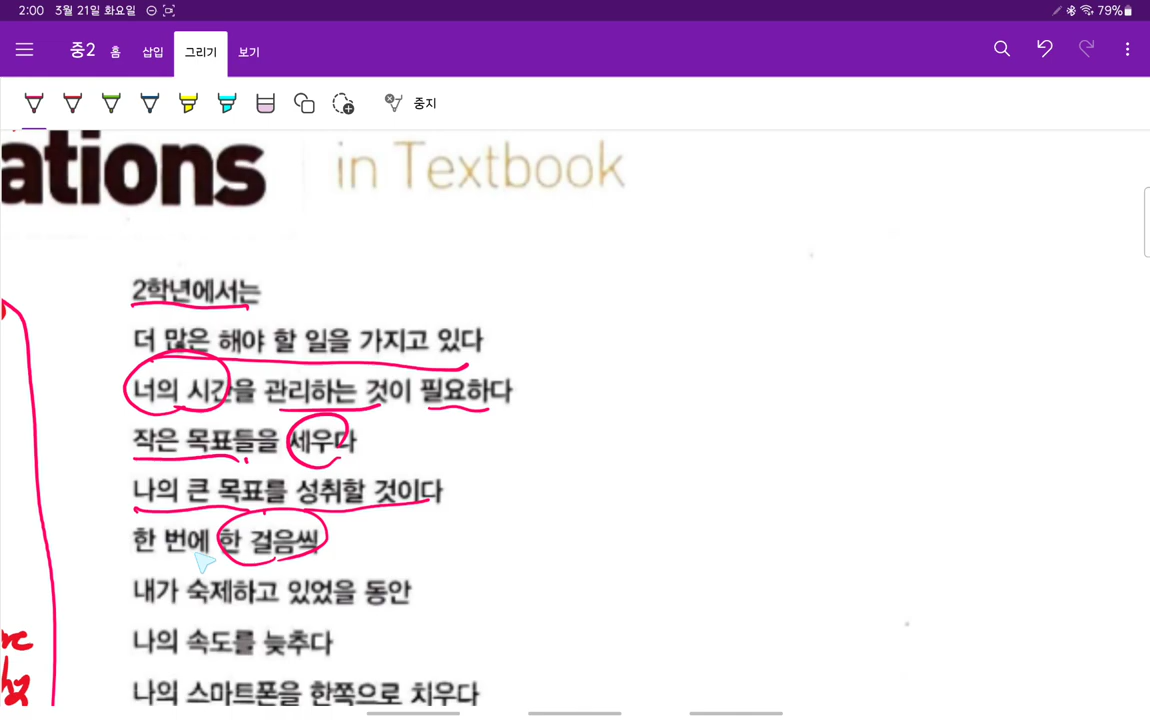 2:00 3월 21일 화요일 79%
중2 홈 삽입 그리기 보기
중지
ations in Textbook
2학년에서는
더 많은 해야 할 일을 가지고 있다
너의 시간을 관리하는 것이 필요하다
작은 목표들을 세우다
나의 큰 목표를 성취할 것이다
한 번에 한 걸음씩
내가 숙제하고 있었을 동안
나의 속도를 늦추다
나의 스마트폰을 한쪽으로 치우다